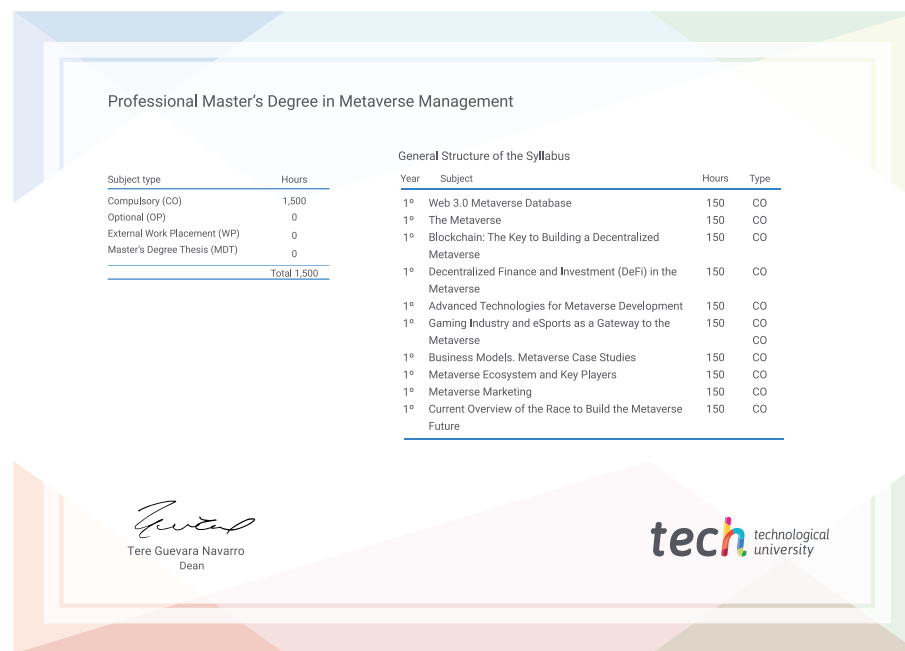 Professional Master's Degree in Metaverse Management
Subject type Hours
Compulsory (CO) 1,500
Optional (OP) 0
External Work Placement (WP) 0
Master's Degree Thesis (MDT) 0
Total 1,500
General Structure of the Syllabus
Year Subject Hours Type
1º Web 3.0 Metaverse Database 150 CO
1º The Metaverse 150 CO
1º Blockchain: The Key to Building a Decentralized 150 CO
Metaverse
1º Decentralized Finance and Investment (DeFi) in the 150 CO
Metaverse
1º Advanced Technologies for Metaverse Development 150 CO
1º Gaming Industry and eSports as a Gateway to the 150 CO
Metaverse CO
1º Business Models. Metaverse Case Studies 150 CO
1º Metaverse Ecosystem and Key Players 150 CO
1º Metaverse Marketing 150 CO
1º Current Overview of the Race to Build the Metaverse 150 CO
Future
Tere Guevara Navarro
Dean
tech technological
university